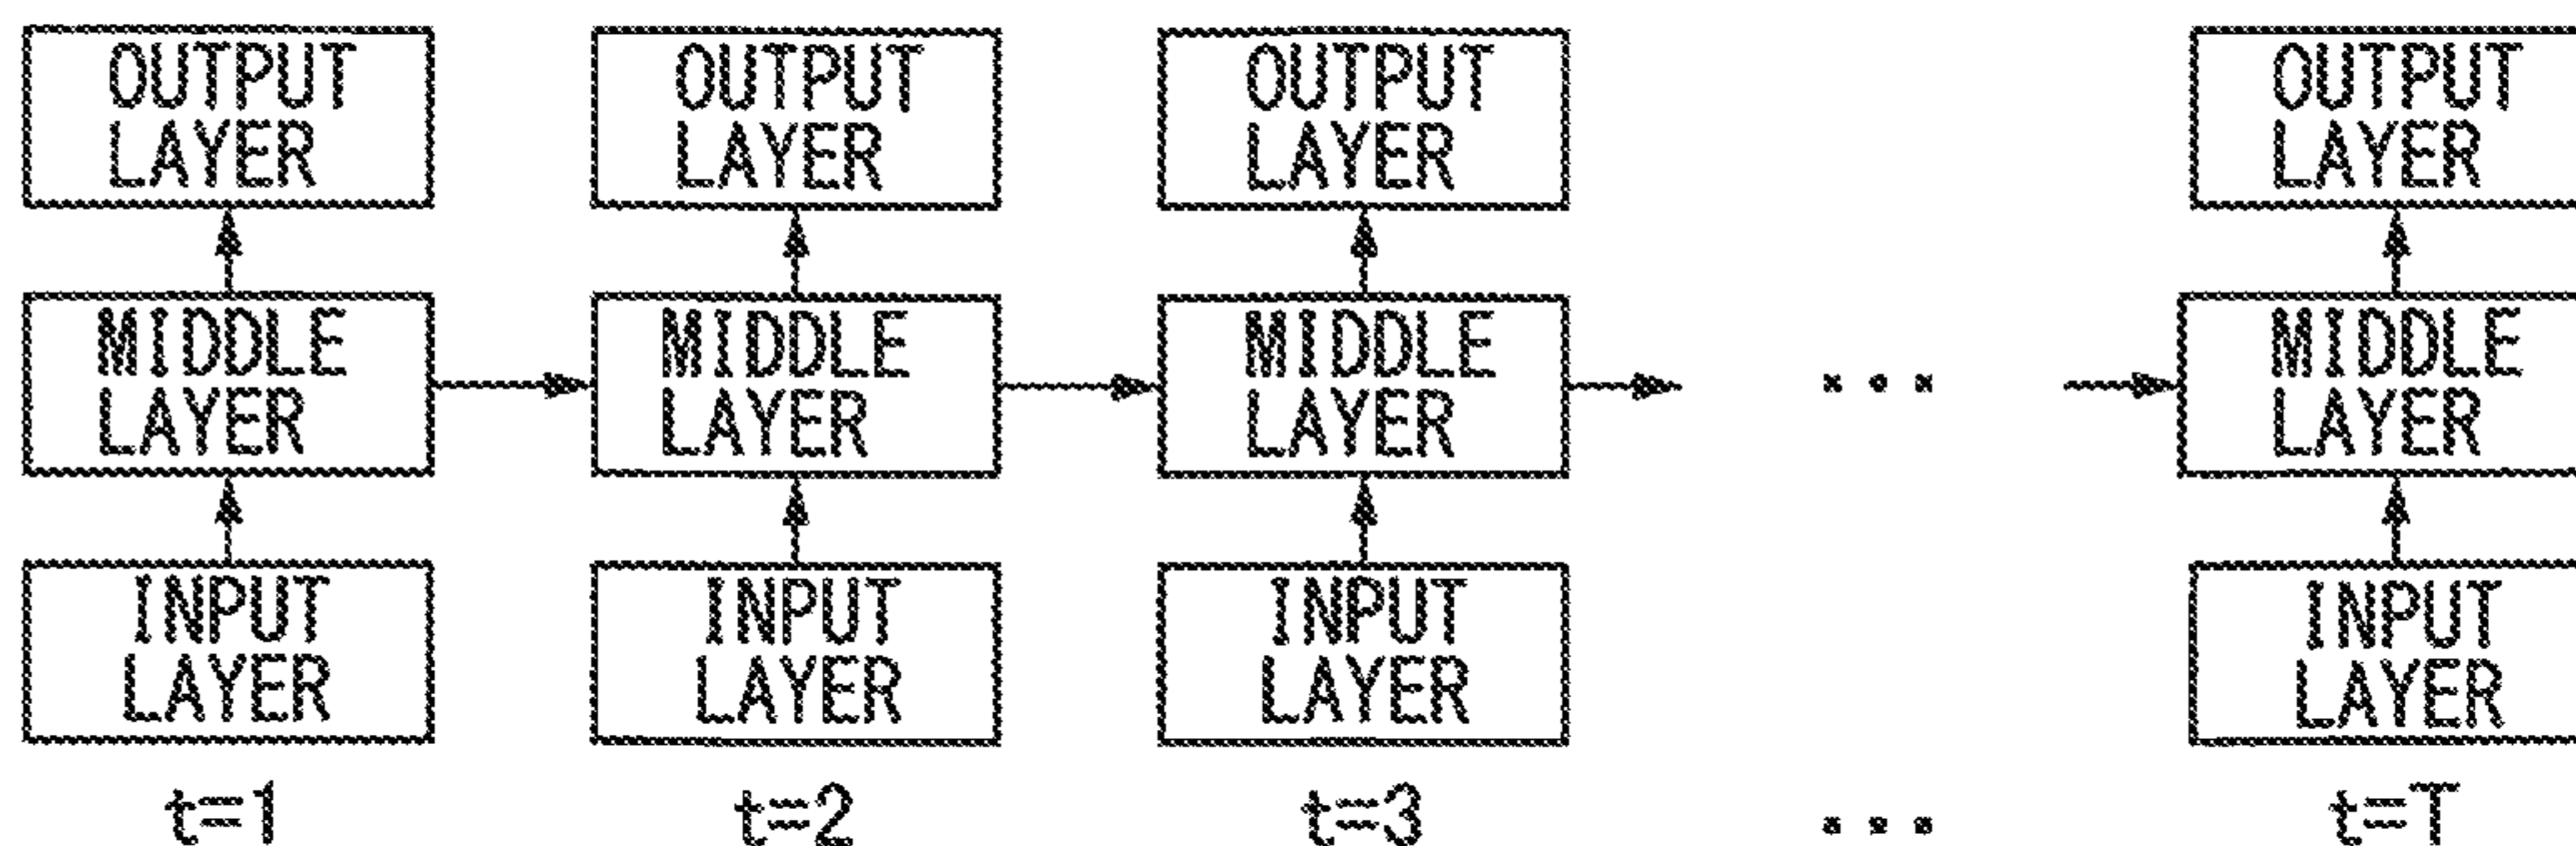 OUTPUT
LAYER
OUTPUT
LAYER
OUTPUT
LAYER
OUTPUT
LAYER
MIDDLE
LAYER
MIDDLE
LAYER
MIDDLE
LAYER
...
MIDDLE
LAYER
INPUT
LAYER
INPUT
LAYER
INPUT
LAYER
INPUT
LAYER
t=1
t=2
t=3
...
t=T